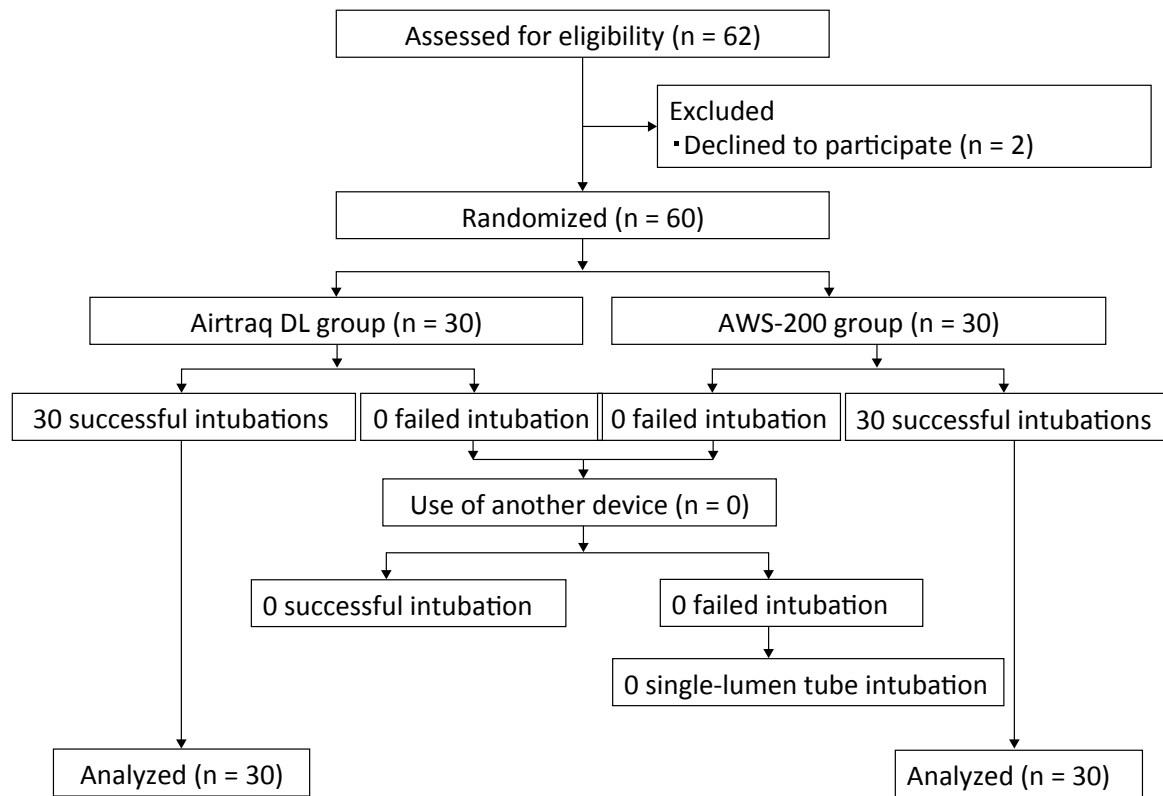 Assessed for eligibility (n = 62)
Excluded
▪Declined to participate (n = 2)
Randomized (n = 60)
Airtraq DL group (n = 30)
AWS-200 group (n = 30)
30 successful intubations
0 failed intubation
0 failed intubation
30 successful intubations
Use of another device (n = 0)
0 successful intubation
0 failed intubation
0 single-lumen tube intubation
Analyzed (n = 30)
Analyzed (n = 30)